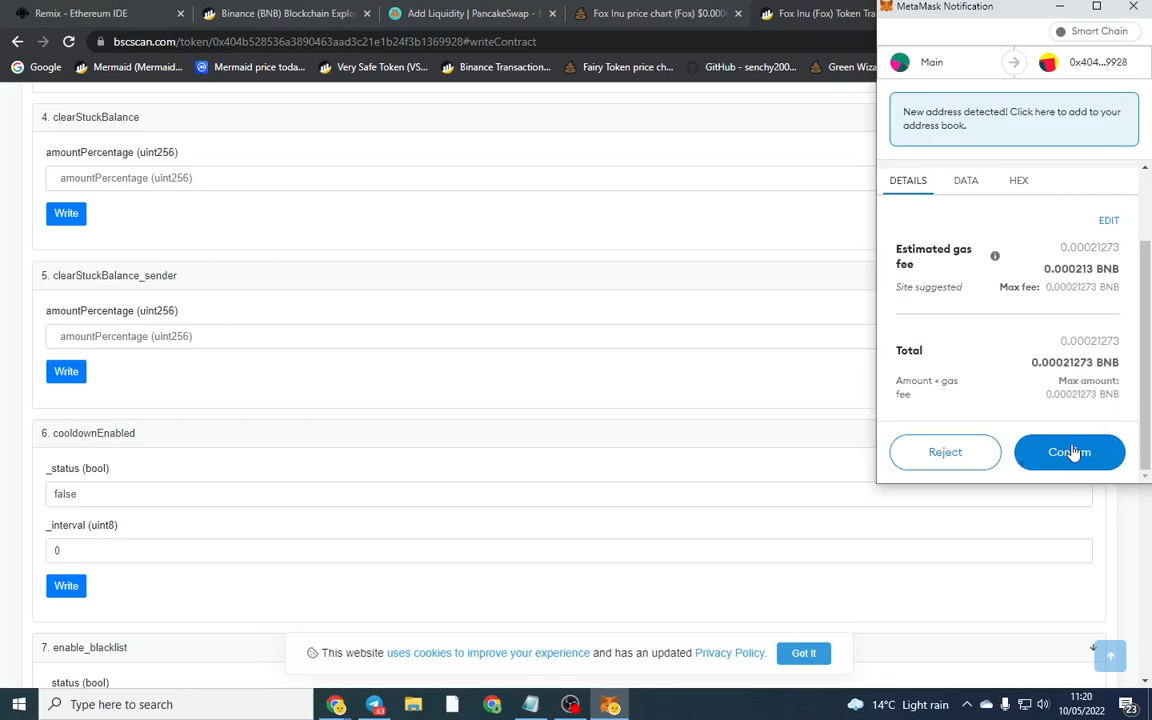 Remix - Ethereum IDE
Binance (BNB) Blockchain Explo
Add Liquidity | PancakeSwap - S
Fox Inu price chart (Fox) $0.000
Fox Inu (Fox) Token Tra
bscscan.com/token/0x404b528536a3890463aad3c21e1b24f3b1369928#writeContract
Google
Mermaid (Mermaid...
Mermaid price toda...
Very Safe Token (VS...
Binance Transaction...
Fairy Token price ch...
GitHub - senchy200...
Green Wiza
MetaMask Notification
Smart Chain
Main
0x404...9928
New address detected! Click here to add to your
address book.
DETAILS
DATA
HEX
EDIT
Estimated gas
fee
0.00021273
0.000213 BNB
Site suggested
Max fee: 0.00021273 BNB
Total
0.00021273
0.00021273 BNB
Amount + gas
fee
Max amount:
0.00021273 BNB
Reject
Confirm
4. clearStuckBalance
amountPercentage (uint256)
amountPercentage (uint256)
Write
5. clearStuckBalance_sender
amountPercentage (uint256)
amountPercentage (uint256)
Write
6. cooldownEnabled
_status (bool)
false
_interval (uint8)
0
Write
7. enable_blacklist
status (bool)
This website uses cookies to improve your experience and has an updated Privacy Policy.
Got It
Type here to search
14°C Light rain
11:20
10/05/2022
23